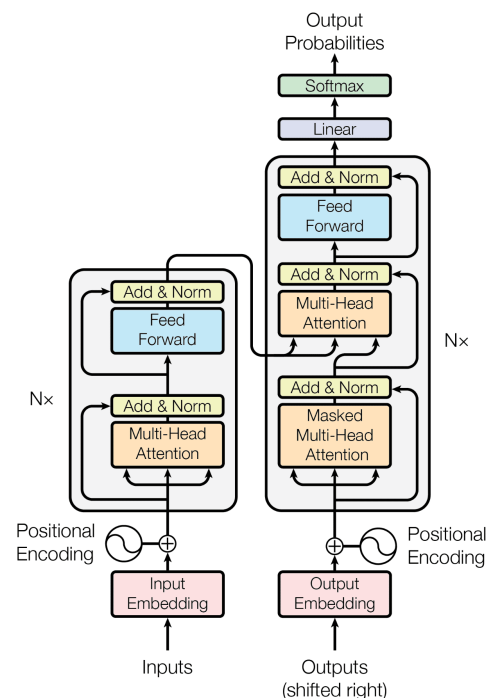 Output
Probabilities
Softmax
Linear
Add & Norm
Feed
Forward
Add & Norm
Multi-Head
Attention
Add & Norm
Masked
Multi-Head
Attention
N×
Positional
Encoding
Output
Embedding
Outputs
(shifted right)
Add & Norm
Feed
Forward
N×
Add & Norm
Multi-Head
Attention
Positional
Encoding
Input
Embedding
Inputs